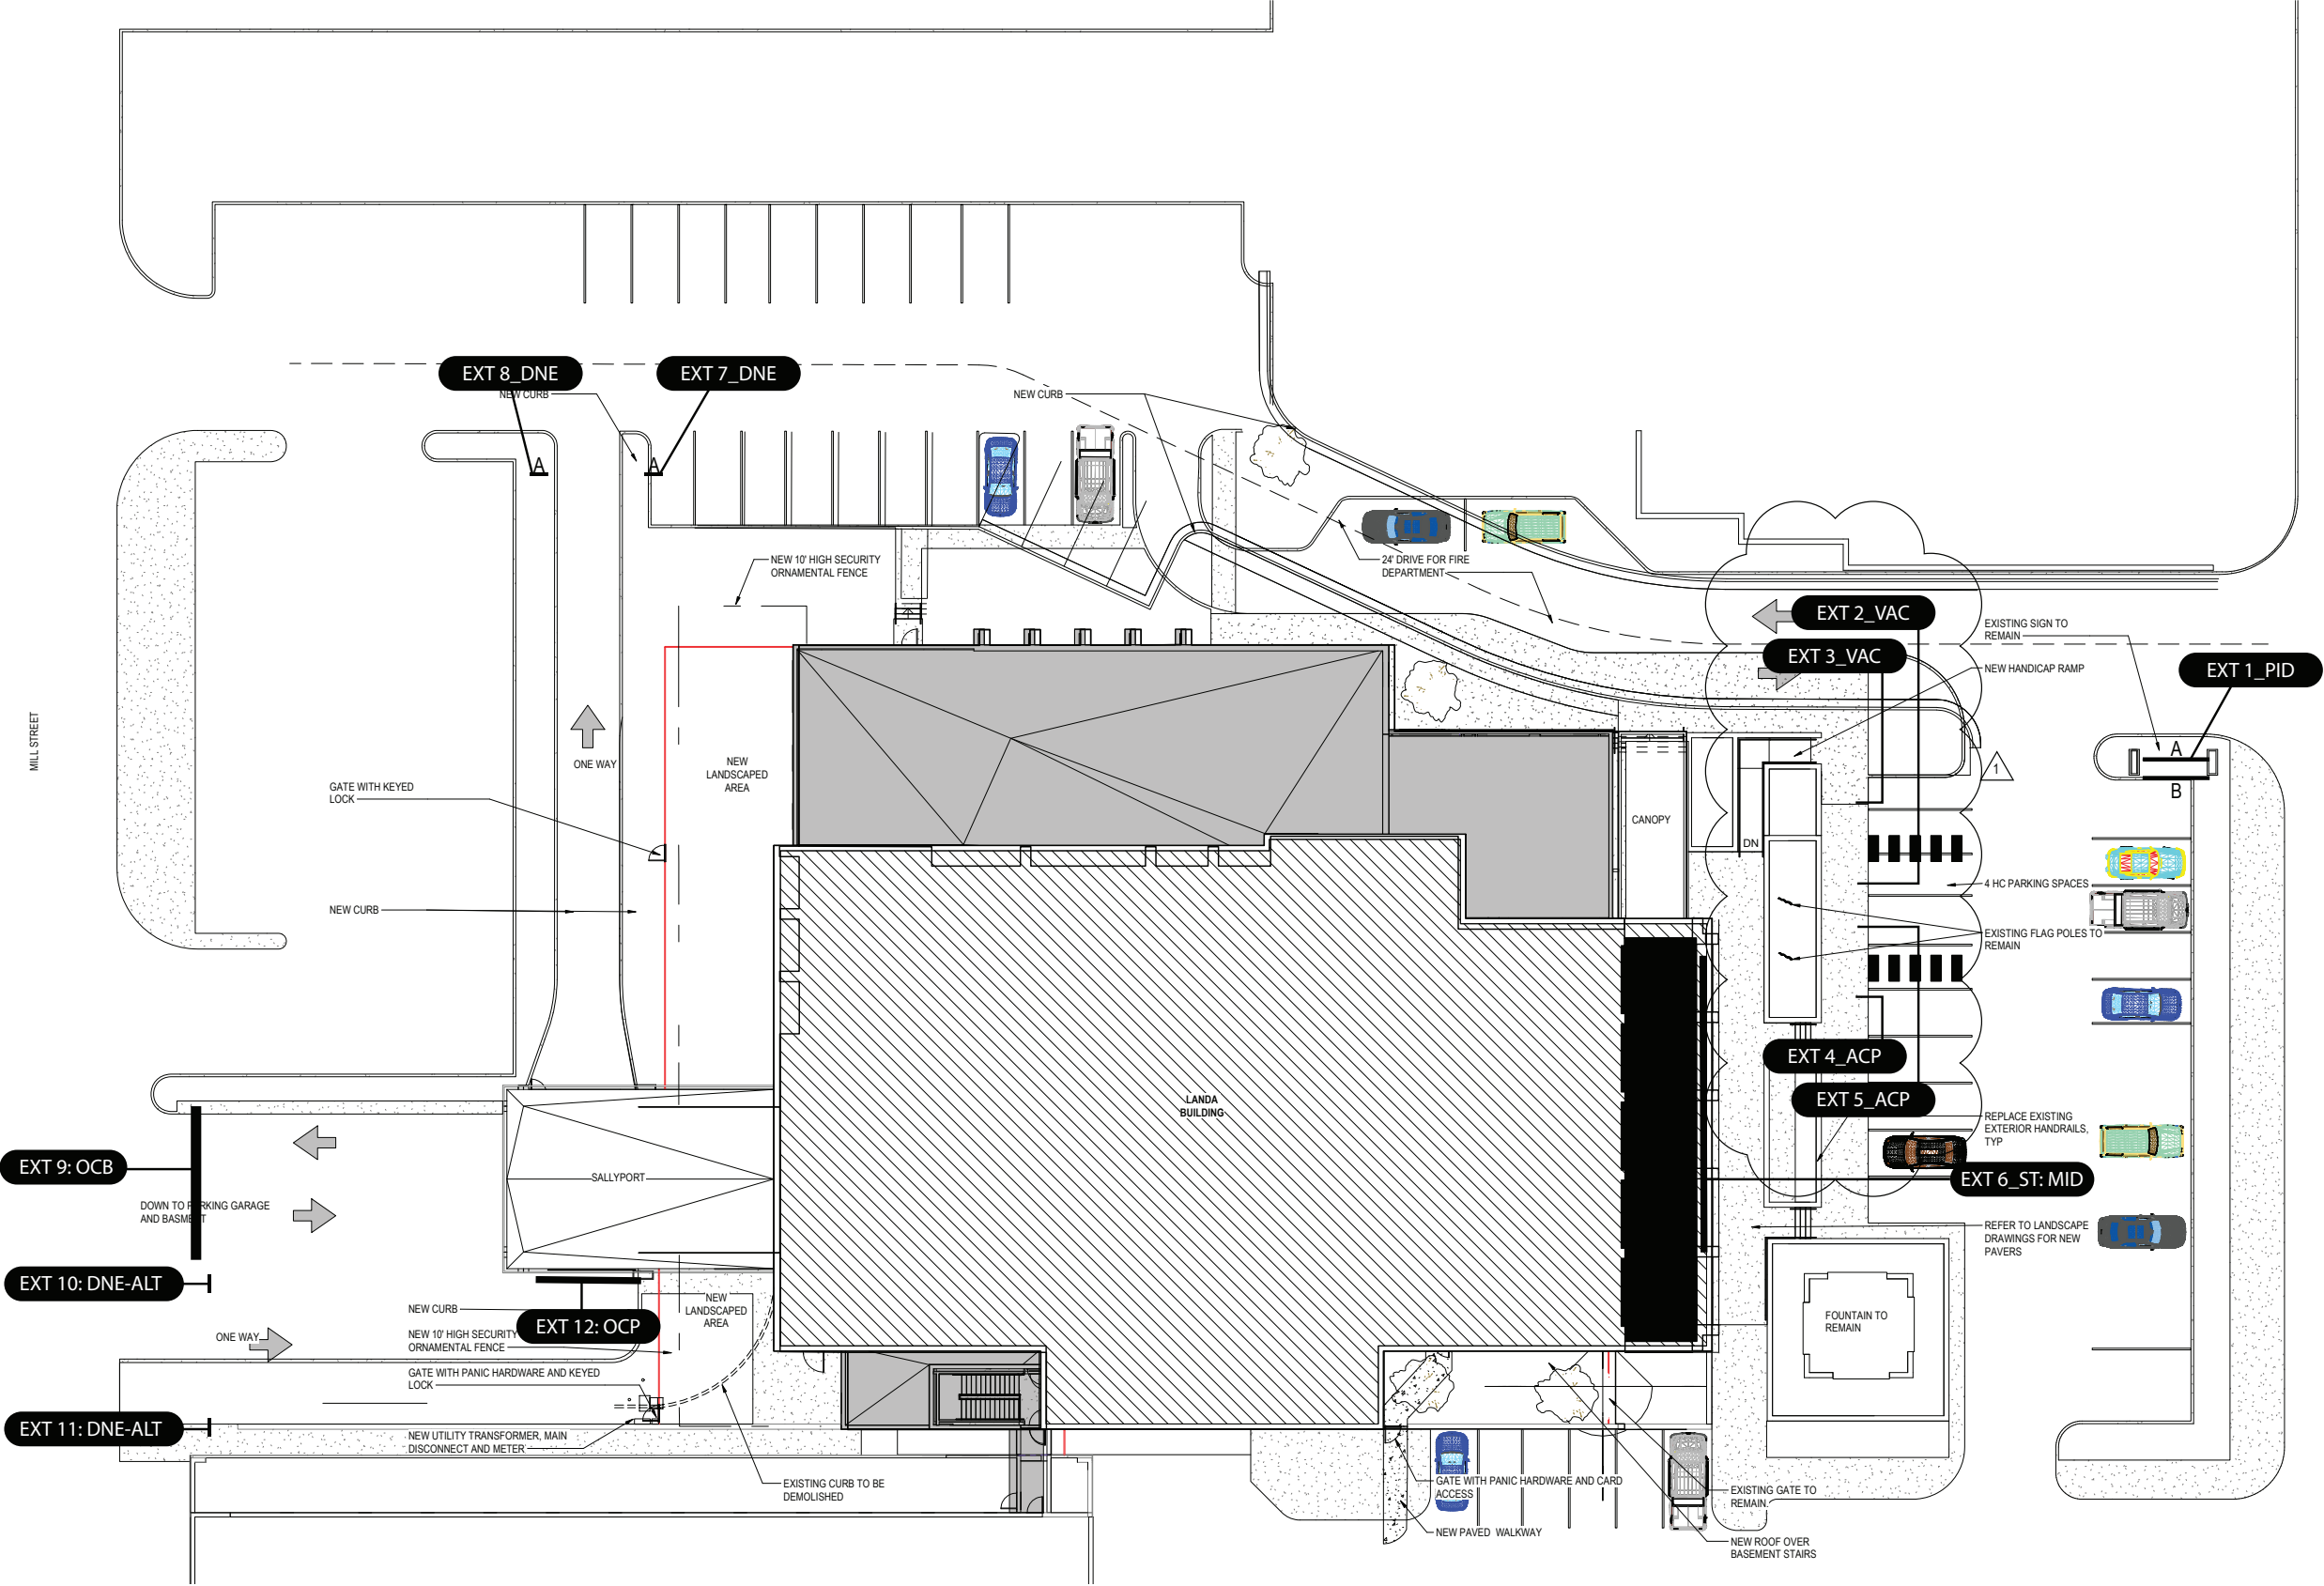 EXT 8_DNE
EXT 7_DNE
NEW CURB
NEW CURB
A
A
NEW 10' HIGH SECURITY
ORNAMENTAL FENCE
24' DRIVE FOR FIRE
DEPARTMENT
EXT 2_VAC
EXISTING SIGN TO
REMAIN
EXT 3_VAC
NEW HANDICAP RAMP
EXT 1_PID
MILL STREET
ONE WAY
NEW
LANDSCAPED
AREA
A
1
B
GATE WITH KEYED
LOCK
CANOPY
DN
4 HC PARKING SPACES
NEW CURB
EXISTING FLAG POLES TO
REMAIN
EXT 4_ACP
LANDA
BUILDING
EXT 5_ACP
REPLACE EXISTING
EXTERIOR HANDRAILS,
TYP
EXT 9: OCB
SALLYPORT
EXT 6_ST: MID
DOWN TO PARKING GARAGE
AND BASMENT
REFER TO LANDSCAPE
DRAWINGS FOR NEW
PAVERS
EXT 10: DNE-ALT
NEW
LANDSCAPED
AREA
NEW CURB
EXT 12: OCP
FOUNTAIN TO
REMAIN
ONE WAY
NEW 10' HIGH SECURITY
ORNAMENTAL FENCE
GATE WITH PANIC HARDWARE AND KEYED
LOCK
EXT 11: DNE-ALT
NEW UTILITY TRANSFORMER, MAIN
DISCONNECT AND METER
EXISTING CURB TO BE
DEMOLISHED
GATE WITH PANIC HARDWARE AND CARD
ACCESS
EXISTING GATE TO
REMAIN.
NEW PAVED WALKWAY
NEW ROOF OVER
BASEMENT STAIRS